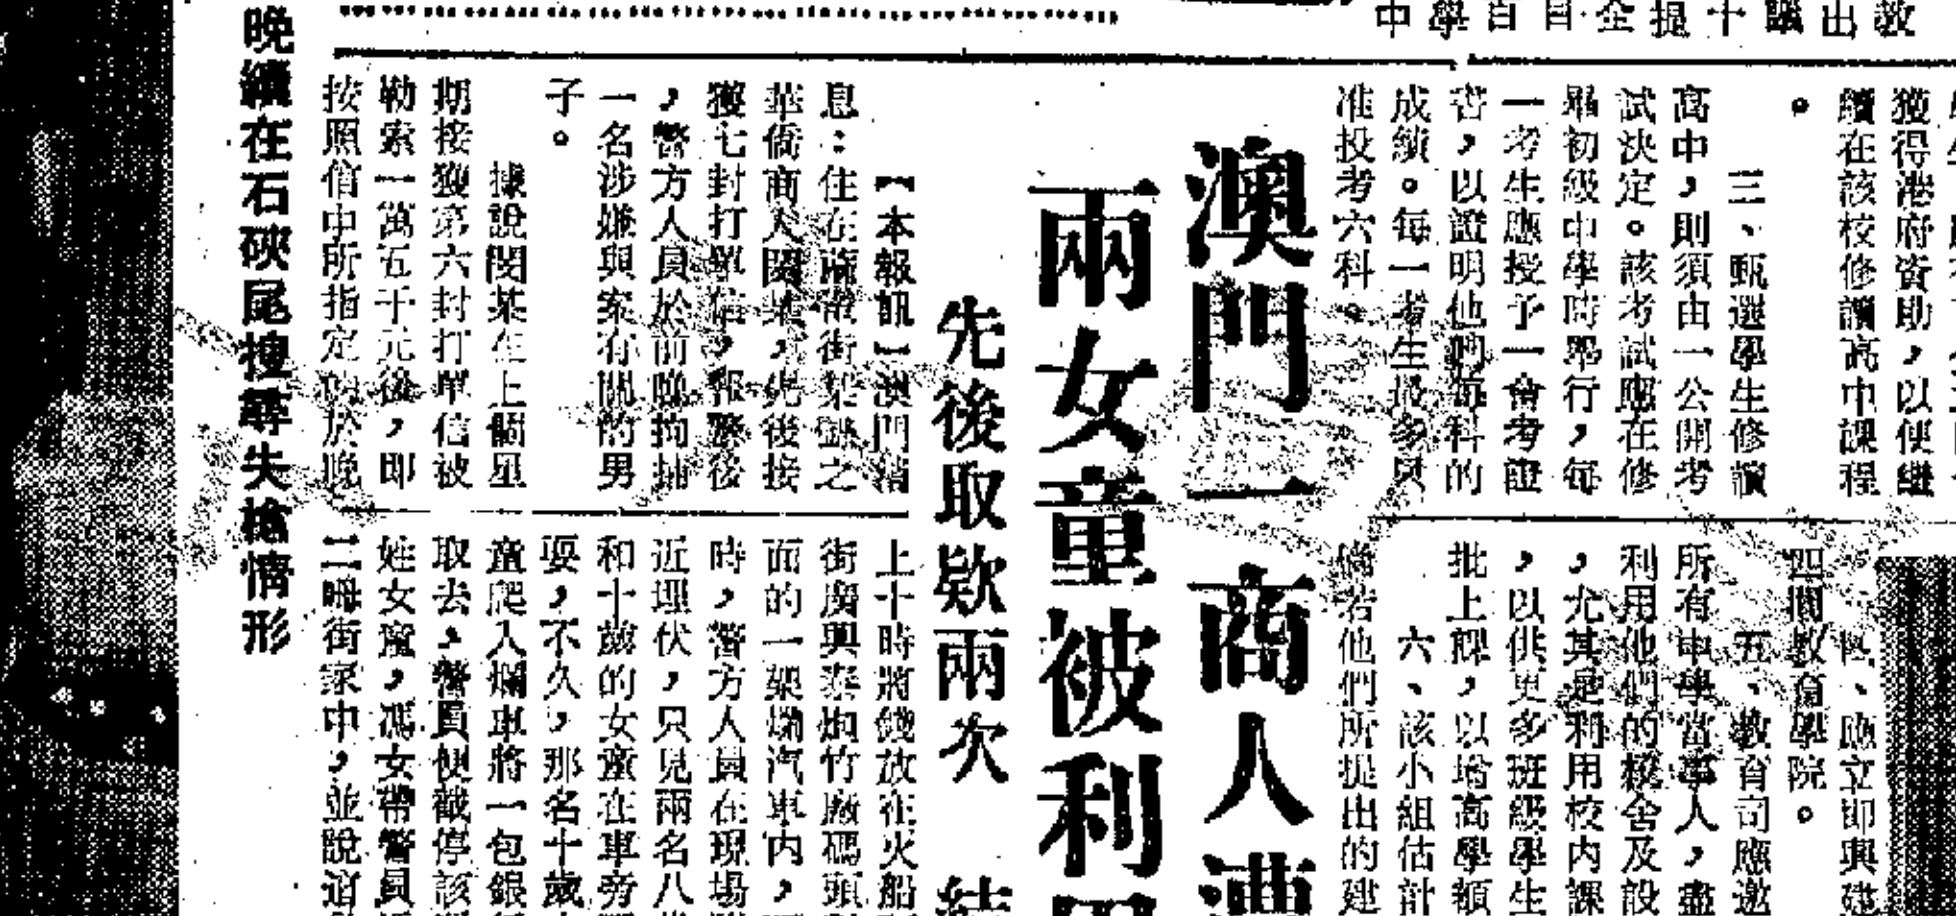 中學百目全提十職出教
獲得港府資助，以便繼
續在該校修讀高中課程
。
三、甄選學生修讀
高中，則須由一公開考
試決定。該考試應在修
畢初級中學時舉行，每
一考生應授予一會考證
書，以證明他們每科的
成績。每一考生最多只
准投考六科。
四、應立即興建
四間教育學院。
五、教育司應邀
所有中學當事人，盡
利用他們的校舍及設
，尤其是利用校內課
，以供更多班級學生
批上課，以培高學額
六、該小組估計
倘若他們所提出的建
澳門一商人遭
兩女童被利用
先後取欵兩次
【本報訊】澳門消
息：住在
華僑商人關某，先後接
獲七封打單信，報警後
，警方人員於前晚拘捕
一名涉嫌與案有關的男
子。
據說関某在上個星
期接獲第六封打單信被
勒索一萬五千元後，即
按照信中所指定 於晚
上十時將錢放在火船
街廣興泰炮竹廠碼頭
面的一架爛汽車內，
時，警方人員在現場
近埋伏，只見兩名八
和十歲的女童在車旁
耍，不久，那名十歲
童爬入爛車將一包銀
取去，警員便截停該
姓女童，馮女帶警員
二 街家中，並說道
晚續在石硤尾搜尋失槍情形